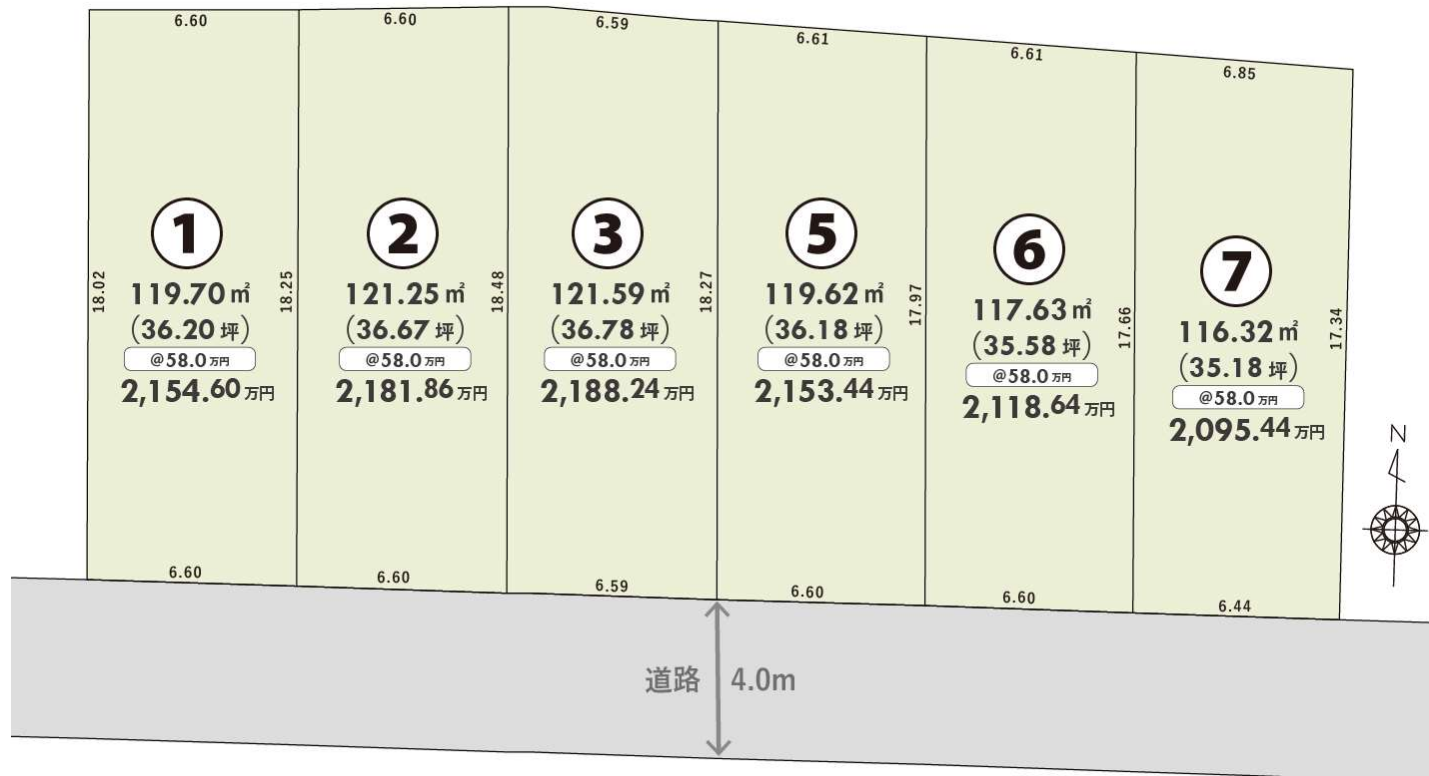 6.60
6.60
6.59
6.61
6.61
6.85
18.02
①
119.70㎡
(36.20坪)
@58.0万円
2,154.60万円
6.60
18.25
②
121.25㎡
(36.67坪)
@58.0万円
2,181.86万円
6.60
18.48
③
121.59㎡
(36.78坪)
@58.0万円
2,188.24万円
6.59
18.27
⑤
119.62㎡
(36.18坪)
@58.0万円
2,153.44万円
6.60
17.97
⑥
117.63㎡
(35.58坪)
@58.0万円
2,118.64万円
6.60
17.66
⑦
116.32㎡
(35.18坪)
@58.0万円
2,095.44万円
6.44
17.34
N
道路 4.0m